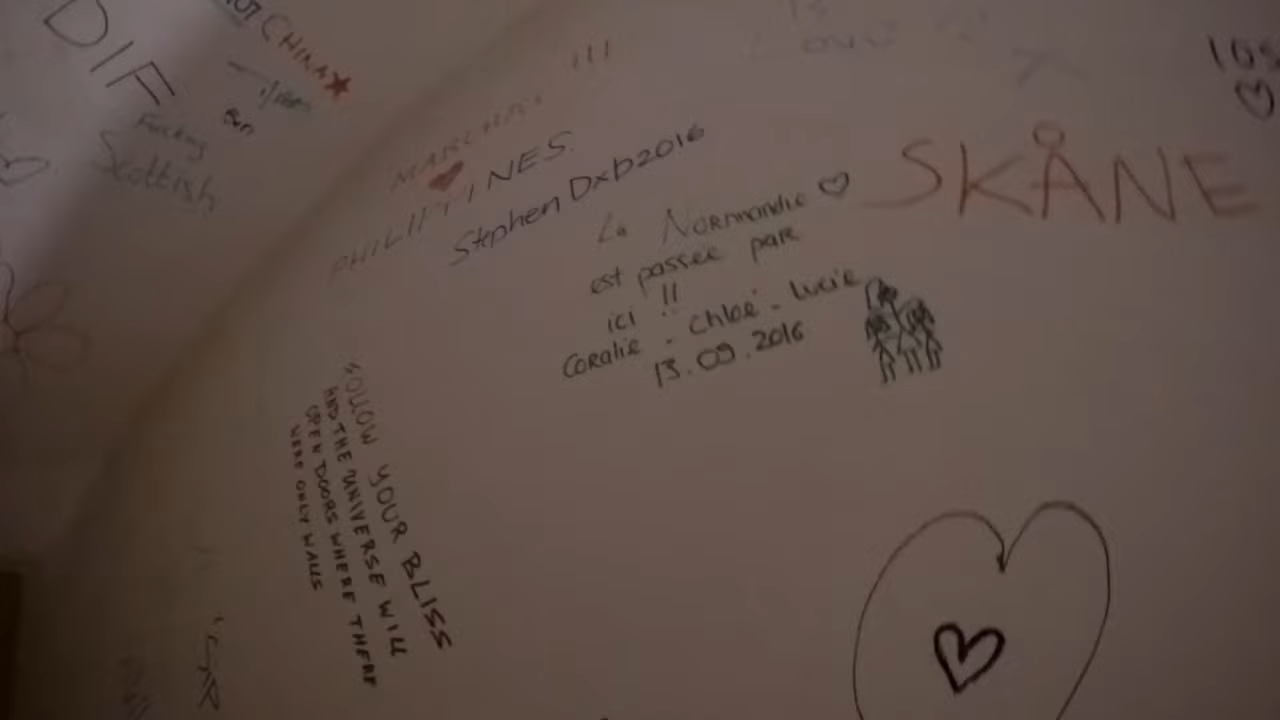 DIF
CHINA
Fucking
Scottish
!!!
PHILIPPINES
Stephen Dxb2016
La Normandie
est passée par
ici !!
Coralie - Chloé - Lucie
13.09.2016
SKÅNE
FOLLOW YOUR BLISS
AND THE UNIVERSE WILL
OPEN DOORS WHERE THERE
WERE ONLY WALLS